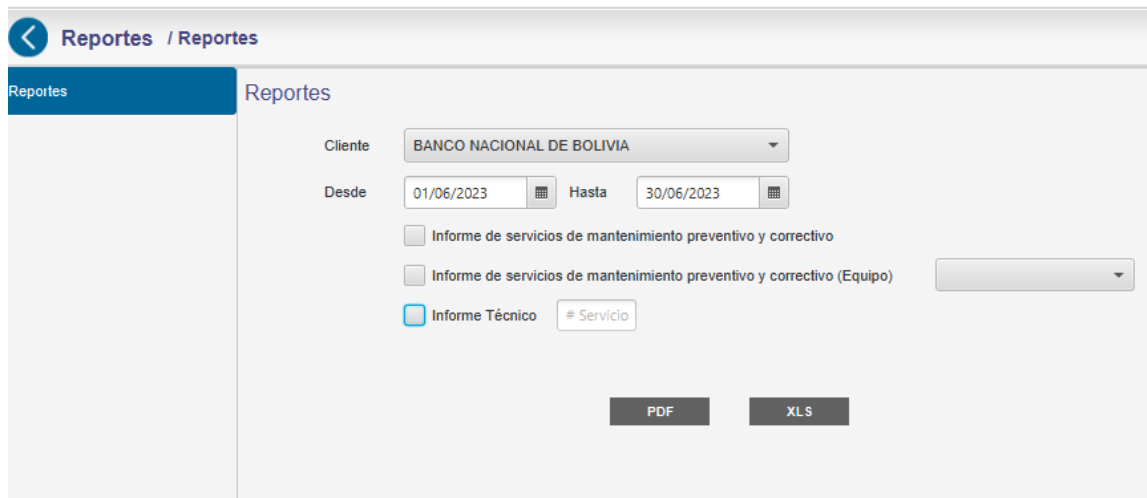 Reportes / Reportes
Reportes
Reportes
Cliente BANCO NACIONAL DE BOLIVIA
Desde 01/06/2023 Hasta 30/06/2023
Informe de servicios de mantenimiento preventivo y correctivo
Informe de servicios de mantenimiento preventivo y correctivo (Equipo)
Informe Técnico # Servicio
PDF XLS